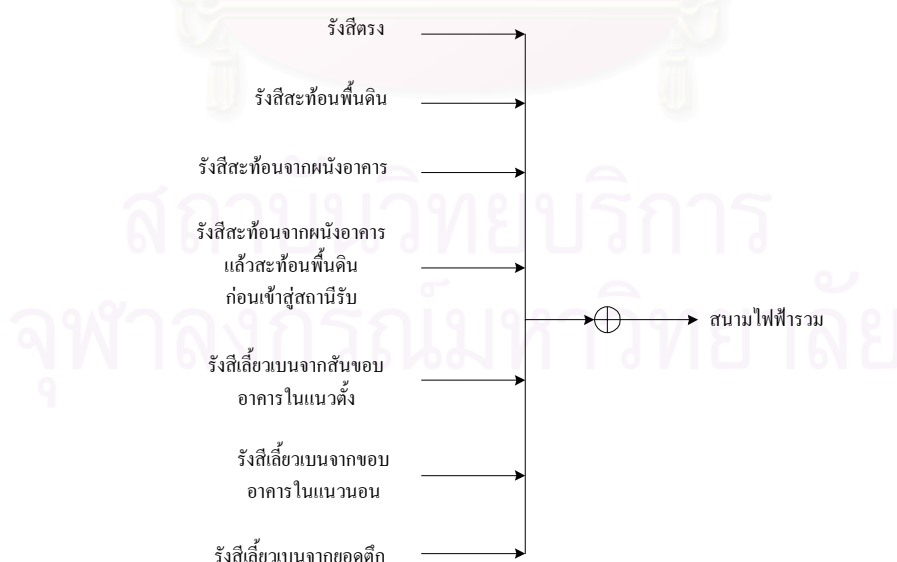 รังสีตรง
รังสีสะท้อนพื้นดิน
รังสีสะท้อนจากผนังอาคาร
รังสีสะท้อนจากผนังอาคาร
แล้วสะท้อนพื้นดิน
ก่อนเข้าสู่สถานีรับ
สนามไฟฟ้ารวม
รังสีเลี้ยวเบนจากสันขอบ
อาคารในแนวตั้ง
รังสีเลี้ยวเบนจากขอบ
อาคารในแนวนอน
รังสีเลี้ยวเบนจากยอดตึก
สถาบันวิทยบริการ
จุฬาลงกรณ์มหาวิทยาลัย